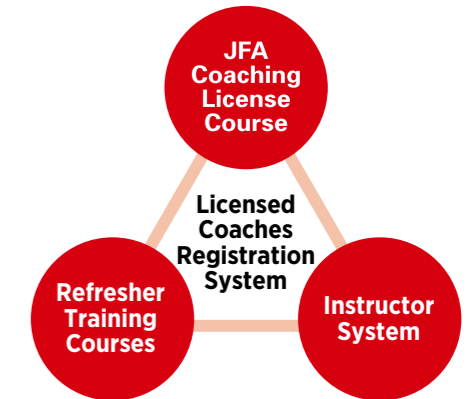 JFA
Coaching
License
Course
Licensed
Coaches
Registration
System
Refresher
Training
Courses
Instructor
System